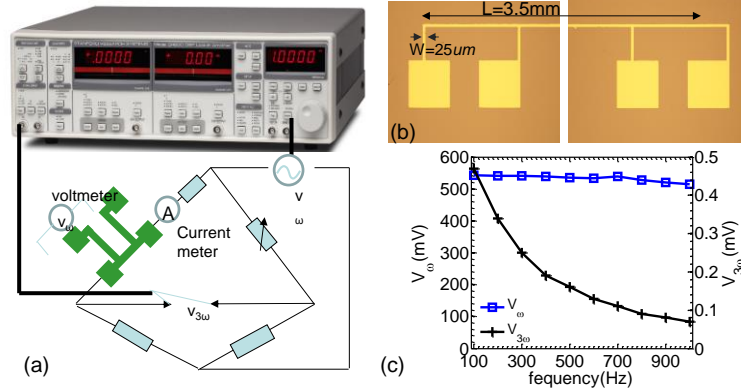 .0000
0.00
1.0000
voltmeter
Vω
A
Current
meter
v
ω
v3ω
(a)
L=3.5mm
W=25um
(b)
600
500
400
300
200
100
0
Vω(mV)
0.5
0.4
0.3
0.2
0.1
0
V3ω(mV)
Vω
V3ω
100 300 500 700 900
fequency(Hz)
(c)